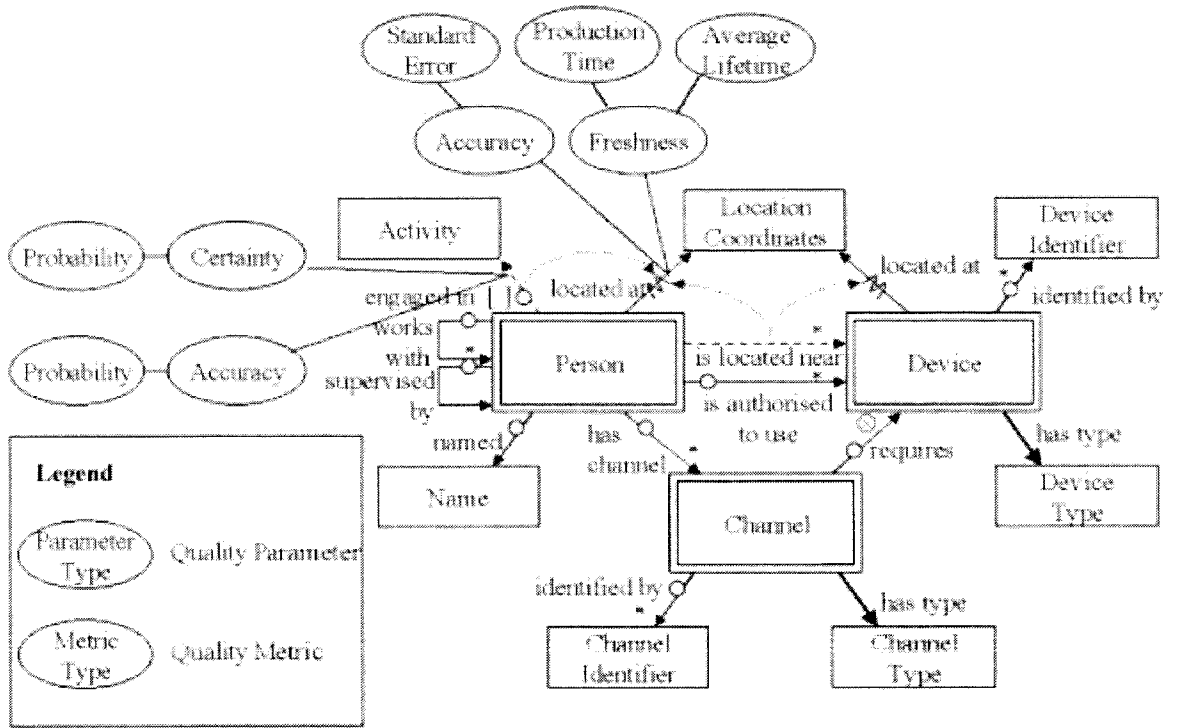 Standard
Error
Production
Time
Average
Lifetime
Accuracy
Freshness
Activity
Location
Coordinates
Device
Identifier
Probability
Certainty
located at
located at
engaged in [ ]
identified by
works
with
Person
is located near
Device
Probability
Accuracy
supervised
by
is authorised
to use
named
has
channel
requires
has type
Legend
Name
Device
Type
Channel
Parameter
Type
Quality Parameter
identified by
has type
Metric
Type
Quality Metric
Channel
Identifier
Channel
Type